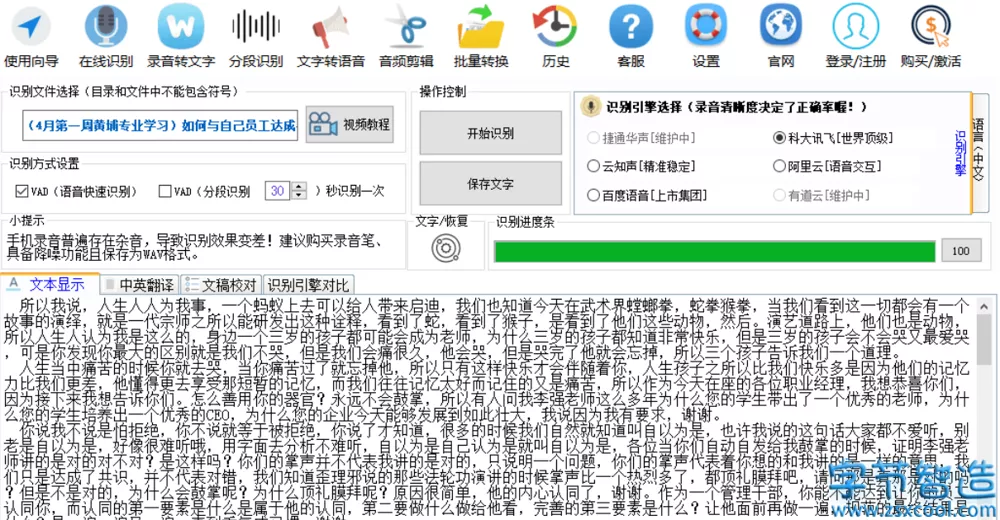 使用向导 在线识别 录音转文字 分段识别 文字转语音 音频剪辑 批量转换 历史 客服 设置 官网 登录/注册 购买/激活
识别文件选择（目录和文件中不能包含符号）
（4月第一周黄埔专业学习）如何与自己员工达成
视频教程
识别方式设置
VAD（语音快速识别） VAD（分段识别 30 ）秒识别一次
操作控制
开始识别
保存文字
识别引擎选择（录音清晰度决定了正确率喔！）
捷通华声[维护中] 科大讯飞[世界顶级]
云知声[精准稳定] 阿里云[语音交互]
百度语音[上市集团] 有道云[维护中]
识别引擎
语言（中文）
小提示
手机录音普遍存在杂音，导致识别效果变差！建议购买录音笔、
具备降噪功能且保存为WAV格式。
文字/恢复
识别进度条
100
文本显示 中英翻译 文稿校对 识别引擎对比
所以我说，人生人人为我事，一个蚂蚁上去可以给人带来启迪，我们也知道今天在武术界螳螂拳，蛇拳猴拳，当我们看到这一切都会有一个
故事的演绎，就是一代宗师之所以能研发出这种诠释，看到了蛇，看到了猴子，是看到了他们这些动物，然后，演艺道路上，他们也是动物，
所以人生人认为我是这么的，身边一个三岁的孩子都可能会成为老师，为什么三岁的孩子都知道非常快乐，但是三岁的孩子会不会哭又最爱哭
，可是你发现你最大的区别就是我们不哭，但是我们会痛很久，他会哭，但是哭完了他就会忘掉，所以三个孩子告诉我们一个道理。
人生当中痛苦的时候你就去哭，当你痛苦过了就忘掉他，所以只有这样快乐才会伴随着你，人生孩子之所以比我们快乐多是因为他们的记忆
力比我们更差，他懂得更去享受那短暂的记忆，而我们往往记忆太好而记住的又是痛苦，所以作为今天在座的各位职业经理，我想恭喜你们，
因为接下来我想告诉你们。怎么善用你的器官？永远不会鼓掌，所以有人问我李强老师这么多年为什么您的学生带出了一个优秀的老师，为什
么您的学生培养出一个优秀的CEO，为什么您的企业今天能够发展到如此壮大，我说因为我有要求，谢谢。
你说我不说是怕拒绝，你不说就等于被拒绝，你说了才知道，很多的时候我们自然就知道叫自以为是，也许我说的这句话大家都不爱听，别
老是自以为是，好像很难听哦，用字面去分析不难听，自以为是自己认为是就叫自以为是，各位当你们自动自发给我鼓掌的时候，证明李强老
师讲的是对的对不对？是这样吗？你们的掌声并不代表我讲的是对的，只说明一个问题，你们的掌声代表着你想的和我讲的是一样的意思，我
们只是达成了共识，并不代表对错，我们知道歪理邪说的那些法轮功演讲的时候掌声比一个热烈多了，都顶礼膜拜吧，请问
？但是不是对的，为什么会鼓掌呢？为什么顶礼膜拜呢？原因很简单，他的内心认同了，谢谢。作为一个管理干部，你能
认同你，而认同的第一要素是什么是属于他的认同，第二要做什么做给他看，完善的第三要素是什么？让他面前再做一遍
字节智造